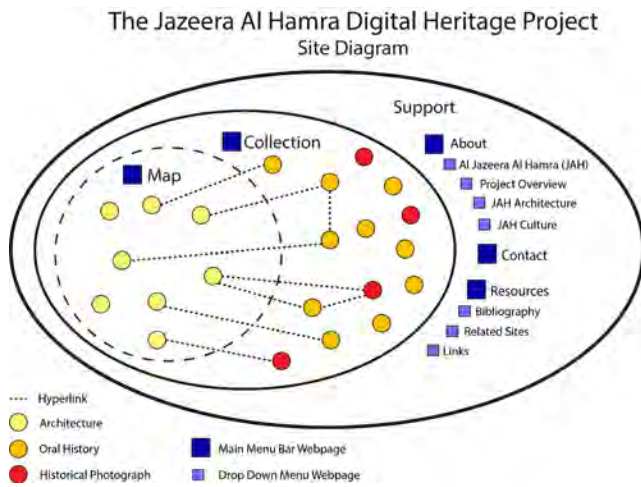 The Jazeera Al Hamra Digital Heritage Project
Site Diagram
Support
Collection
Map
About
Al Jazeera Al Hamra (JAH)
Project Overview
JAH Architecture
JAH Culture
Contact
Resources
Bibliography
Related Sites
Links
Hyperlink
Architecture
Oral History
Historical Photograph
Main Menu Bar Webpage
Drop Down Menu Webpage